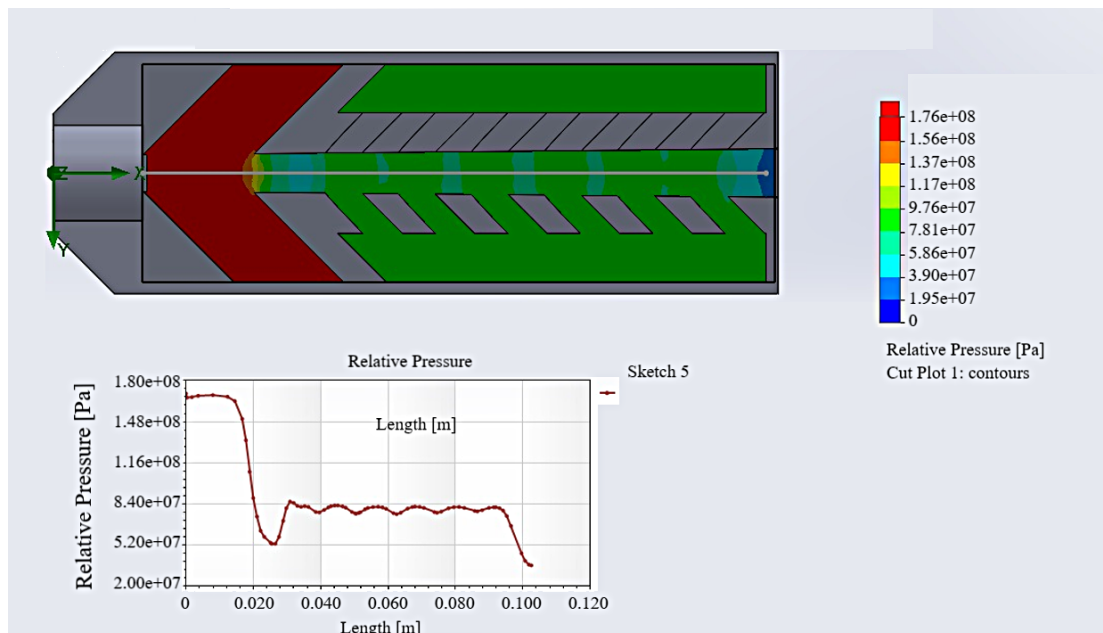 Z
X
Y
1.76e+08
1.56e+08
1.37e+08
1.17e+08
9.76e+07
7.81e+07
5.86e+07
3.90e+07
1.95e+07
0
Relative Pressure [Pa]
Cut Plot 1: contours
Relative Pressure
Sketch 5
Relative Pressure [Pa]
1.80e+08
1.48e+08
1.16e+08
8.40e+07
5.20e+07
2.00e+07
Length [m]
0
0.020
0.040
0.060
0.080
0.100
0.120
Length [m]